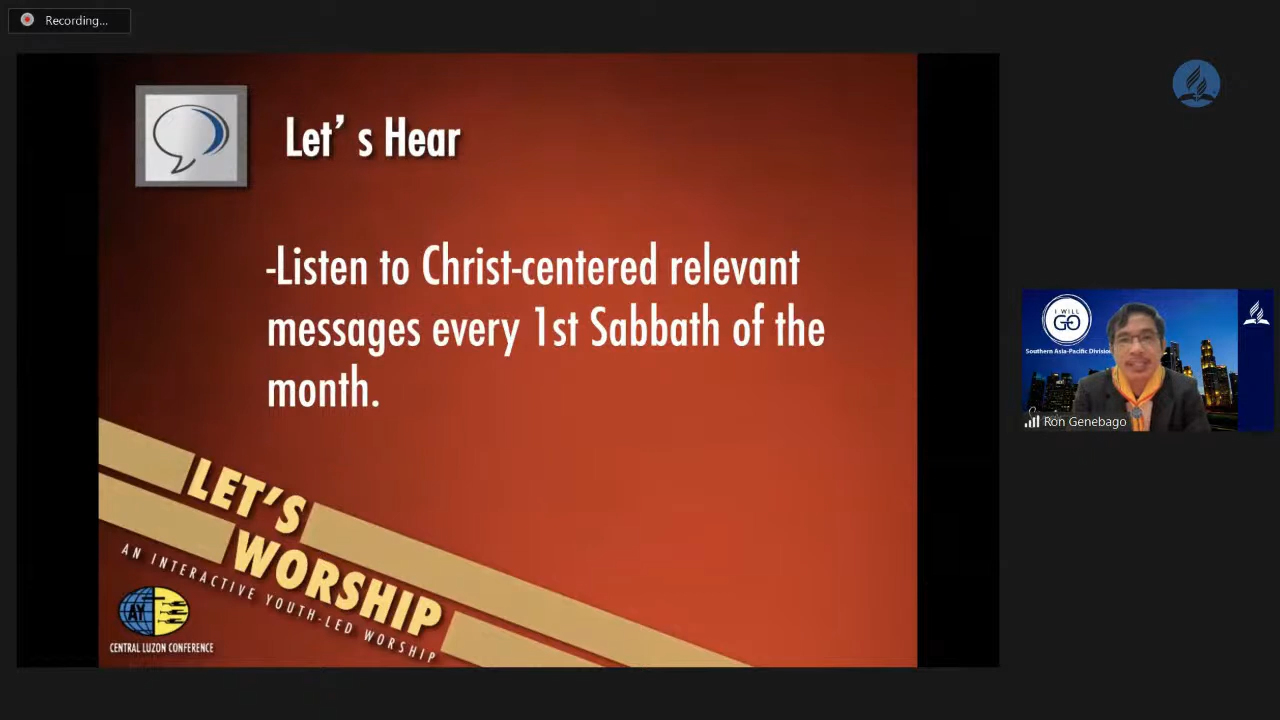 Recording...
Let's Hear
-Listen to Christ-centered relevant
messages every 1st Sabbath of the
month.
LET'S
WORSHIP
AN INTERACTIVE YOUTH-LED WORSHIP
AY
CENTRAL LUZON CONFERENCE
I WILL
GO
Southern Asia-Pacific Division
Ron Genebago